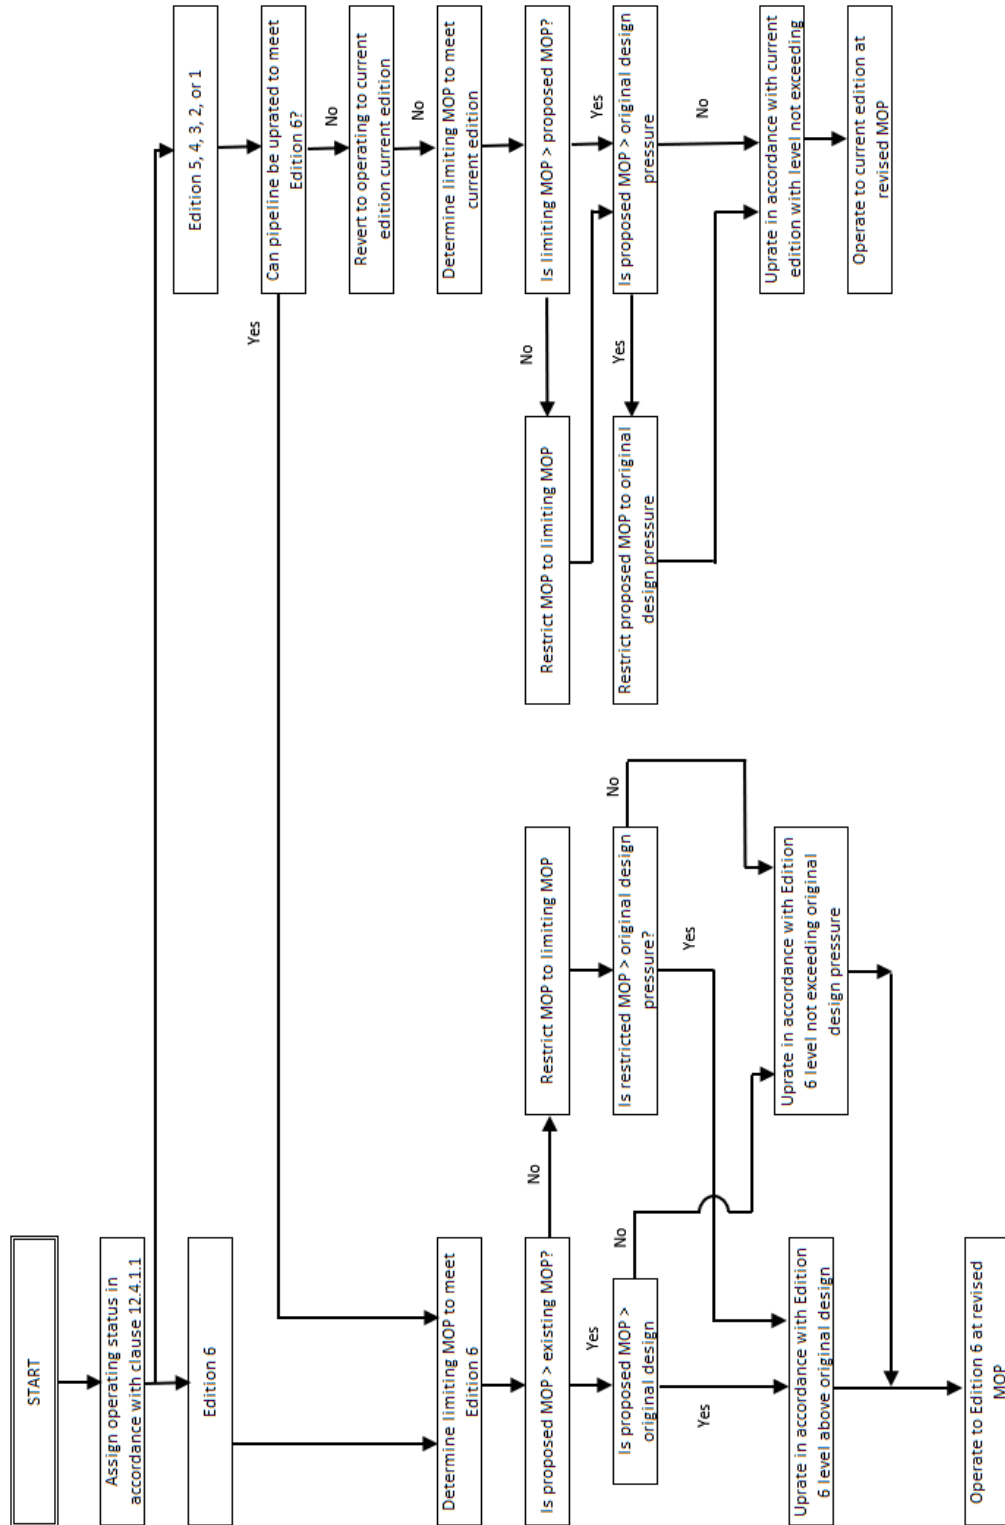 START
Assign operating status in
accordance with clause 12.4.1.1
Edition 6
Edition 5, 4, 3, 2, or 1
Can pipeline be uprated to meet
Edition 6?
Yes
No
Revert to operating to current
edition current edition
No
Determine limiting MOP to meet
current edition
Determine limiting MOP to meet
Edition 6
Is proposed MOP > existing MOP?
No
Yes
Restrict MOP to limiting MOP
Restrict MOP to limiting MOP
No
Is limiting MOP > proposed MOP?
Yes
Is proposed MOP >
original design
No
Yes
Is restricted MOP > original design
pressure?
No
Yes
Restrict proposed MOP to original
design pressure
Yes
Is proposed MOP > original design
pressure
No
Uprate in accordance with Edition
6 level above original design
Uprate in accordance with Edition
6 level not exceeding original
design pressure
Uprate in accordance with current
edition with level not exceeding
Operate to current edition at
revised MOP
Operate to Edition 6 at revised
MOP